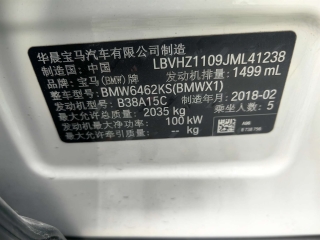 华晨宝马汽车有限公司制造
制造国：中国 LBVHZ1109JML41238
品牌：宝马(BMW)牌 发动机排量：1499 mL
整车型号：BMW6462KS(BMWX1)
发动机型号：B38A15C 制造年月：2018-02
最大允许总质量：2035 kg 乘坐人数：5
发动机最大净功率：100 kW
最大允许牵引质量：-- kg